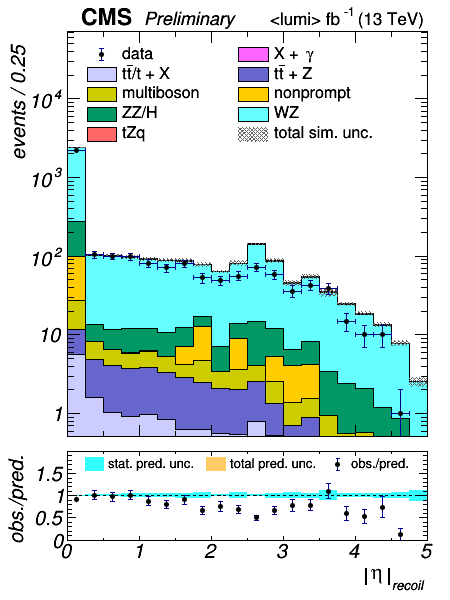 CMS Preliminary <lumi> fb⁻¹ (13 TeV)
events / 0.25
data
X + γ
tt̄/t + X
tt̄ + Z
multiboson
nonprompt
ZZ/H
WZ
tZq
total sim. unc.
10⁴
10³
10²
10
1
stat. pred. unc. total pred. unc. obs./pred.
obs./pred.
1.5
1
0.5
0
0 1 2 3 4 5
|η|recoil